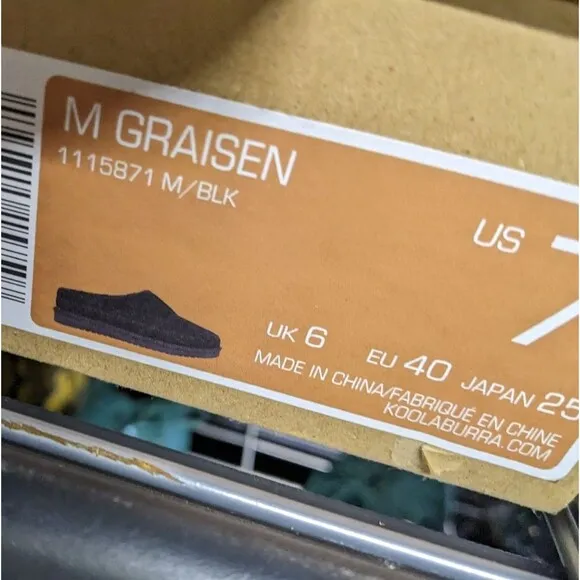 M GRAISEN
1115871 M/BLK
US 7
UK 6 EU 40 JAPAN 25
MADE IN CHINA/FABRIQUÉ EN CHINE
KOOLABURRA.COM